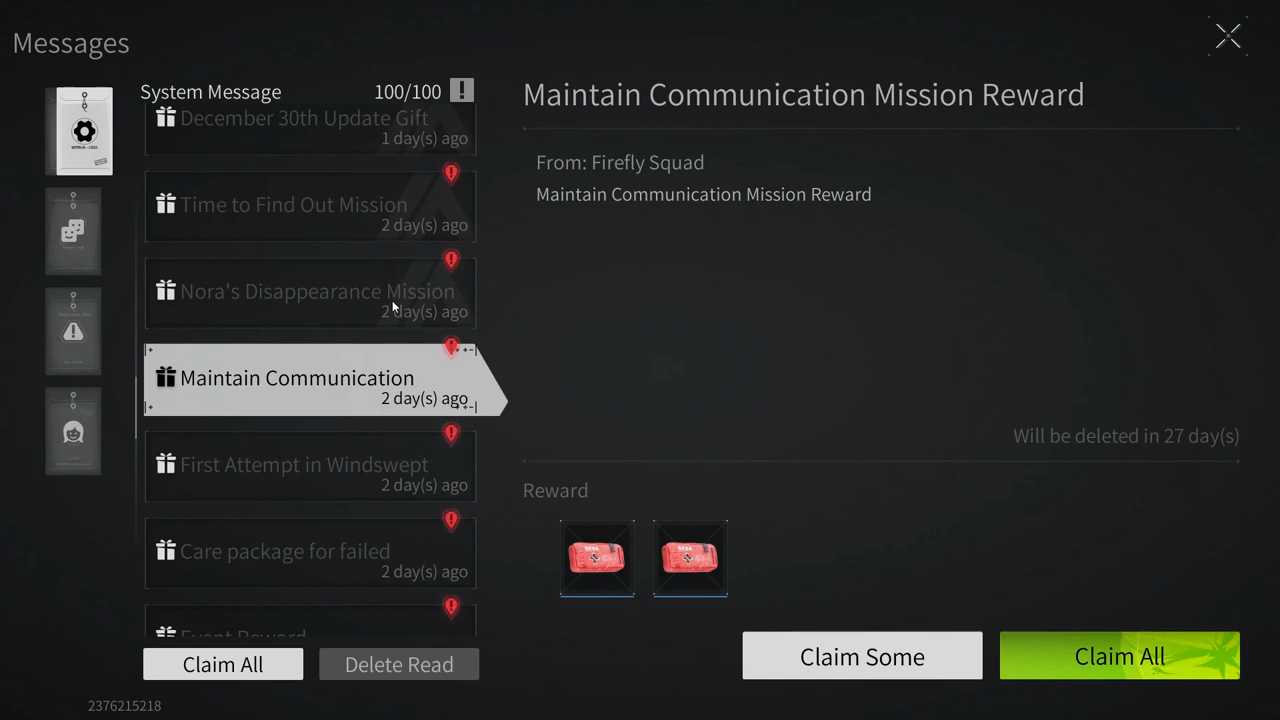 Messages
System Message 100/100
December 30th Update Gift
1 day(s) ago
Time to Find Out Mission
2 day(s) ago
Nora's Disappearance Mission
2 day(s) ago
Maintain Communication
2 day(s) ago
First Attempt in Windswept
2 day(s) ago
Care package for failed
2 day(s) ago
Event Reward
Claim All
Delete Read
2376215218
Maintain Communication Mission Reward
From: Firefly Squad
Maintain Communication Mission Reward
Will be deleted in 27 day(s)
Reward
Claim Some
Claim All